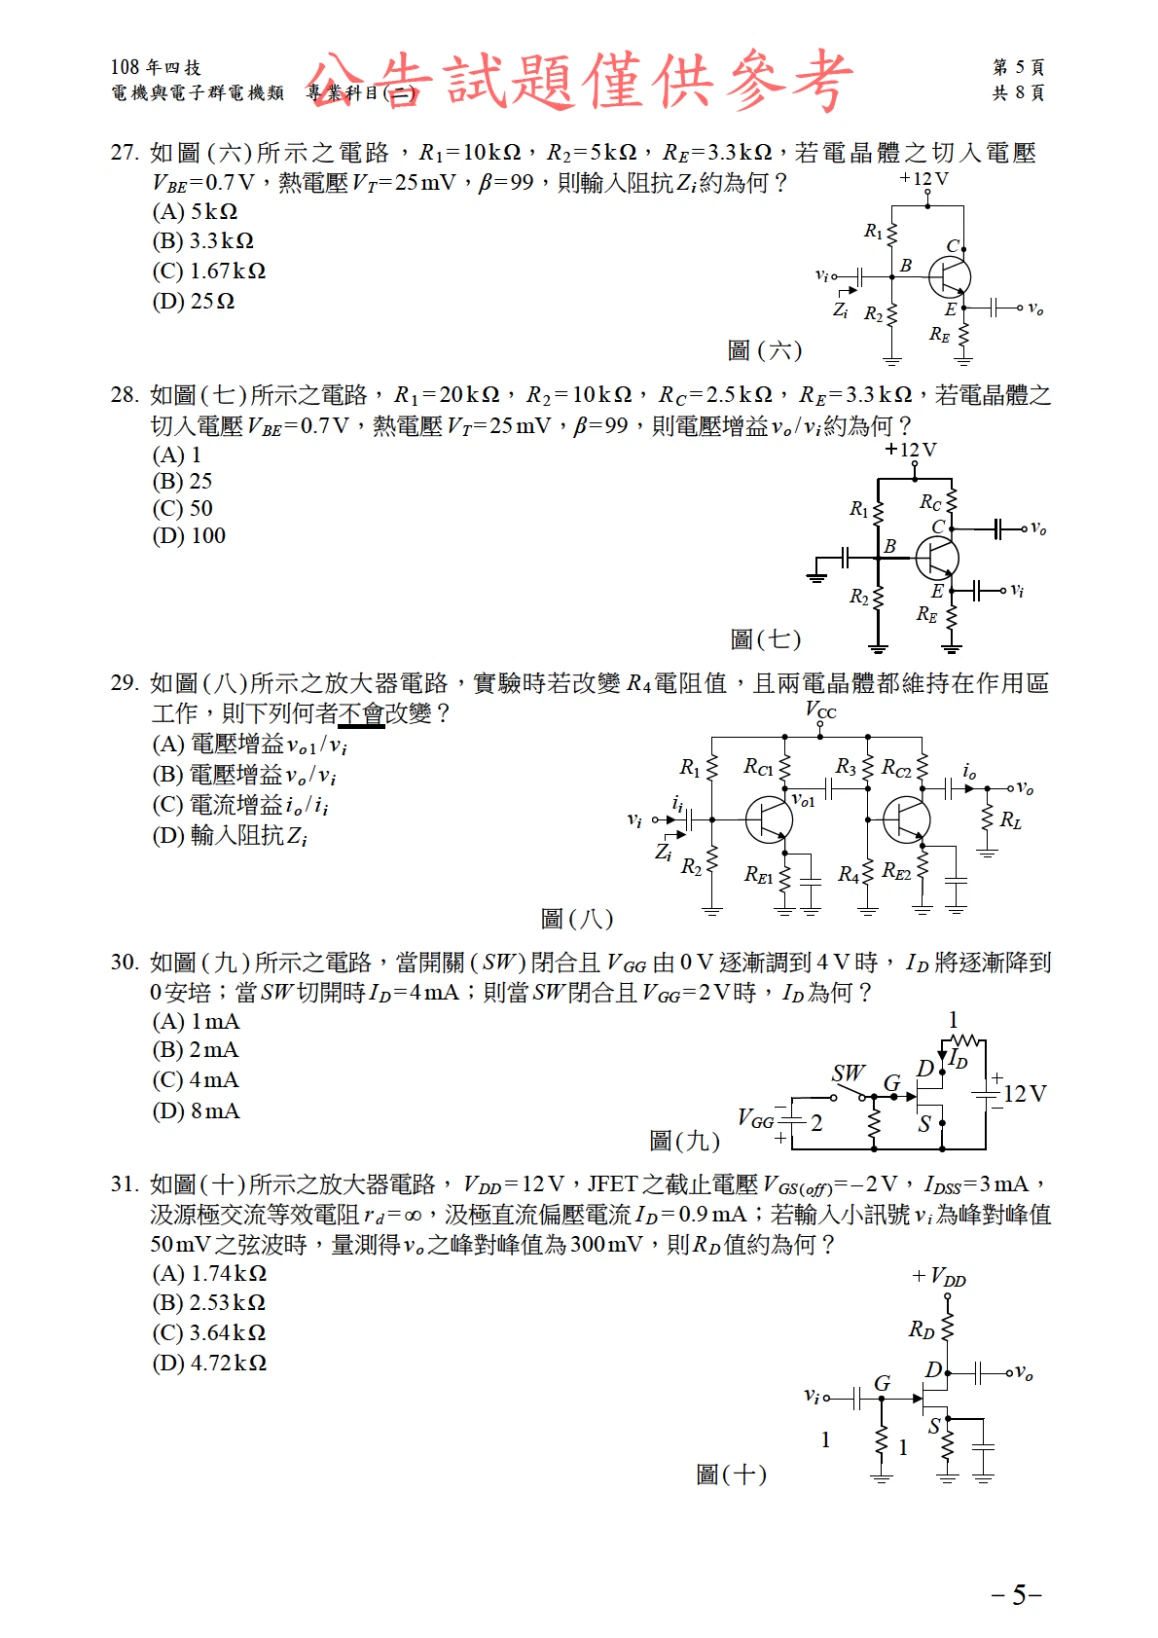 108 年四技
電機與電子群電機類 專業科目(二)
公告試題僅供參考
第 5 頁
共 8 頁
27. 如圖(六)所示之電路，R1=10kΩ，R2=5kΩ，RE=3.3kΩ，若電晶體之切入電壓
VBE=0.7V，熱電壓VT=25mV，β=99，則輸入阻抗Zi約為何？
(A) 5kΩ
(B) 3.3kΩ
(C) 1.67kΩ
(D) 25Ω
+12V
R1
C
vi
B
Zi
R2
E
vo
RE
圖(六)
28. 如圖(七)所示之電路，R1=20kΩ，R2=10kΩ，RC=2.5kΩ，RE=3.3kΩ，若電晶體之
切入電壓VBE=0.7V，熱電壓VT=25mV，β=99，則電壓增益vo/vi約為何？
(A) 1
(B) 25
(C) 50
(D) 100
+12V
R1
RC
C
vo
B
R2
E
vi
RE
圖(七)
29. 如圖(八)所示之放大器電路，實驗時若改變R4電阻值，且兩電晶體都維持在作用區
工作，則下列何者不會改變？
(A) 電壓增益vo1/vi
(B) 電壓增益vo/vi
(C) 電流增益io/ii
(D) 輸入阻抗Zi
VCC
R1
RC1
R3
RC2
io
vo
vo1
ii
vi
RL
Zi
R2
RE1
R4
RE2
圖(八)
30. 如圖(九)所示之電路，當開關(SW)閉合且VGG由0V逐漸調到4V時，ID將逐漸降到
0安培；當SW切開時ID=4mA；則當SW閉合且VGG=2V時，ID為何？
(A) 1mA
(B) 2mA
(C) 4mA
(D) 8mA
1
ID
D
SW
G
+
12V
−
−
VGG
2
+
S
圖(九)
31. 如圖(十)所示之放大器電路，VDD=12V，JFET之截止電壓VGS(off)=−2V，IDSS=3mA，
汲源極交流等效電阻rd=∞，汲極直流偏壓電流ID=0.9mA；若輸入小訊號vi為峰對峰值
50mV之弦波時，量測得vo之峰對峰值為300mV，則RD值約為何？
(A) 1.74kΩ
(B) 2.53kΩ
(C) 3.64kΩ
(D) 4.72kΩ
+VDD
RD
D
vo
G
vi
S
1
1
圖(十)
−5−